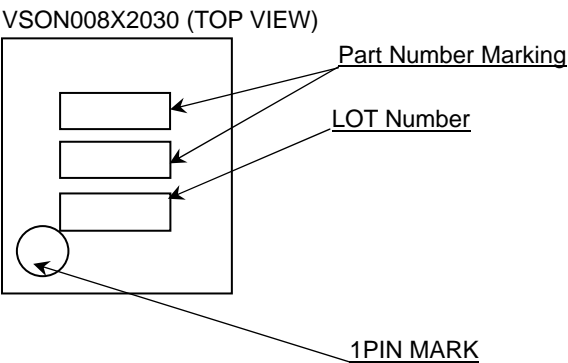 VSON008X2030 (TOP VIEW)
Part Number Marking
LOT Number
1PIN MARK